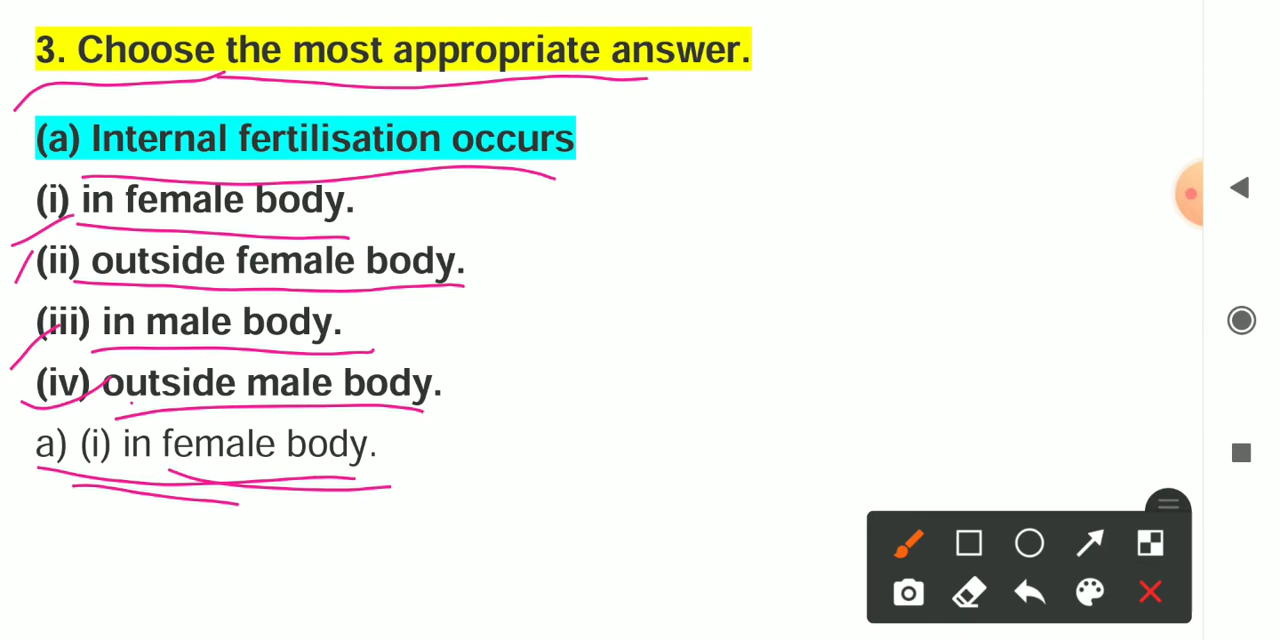 3. Choose the most appropriate answer.
(a) Internal fertilisation occurs
(i) in female body.
(ii) outside female body.
(iii) in male body.
(iv) outside male body.
a) (i) in female body.